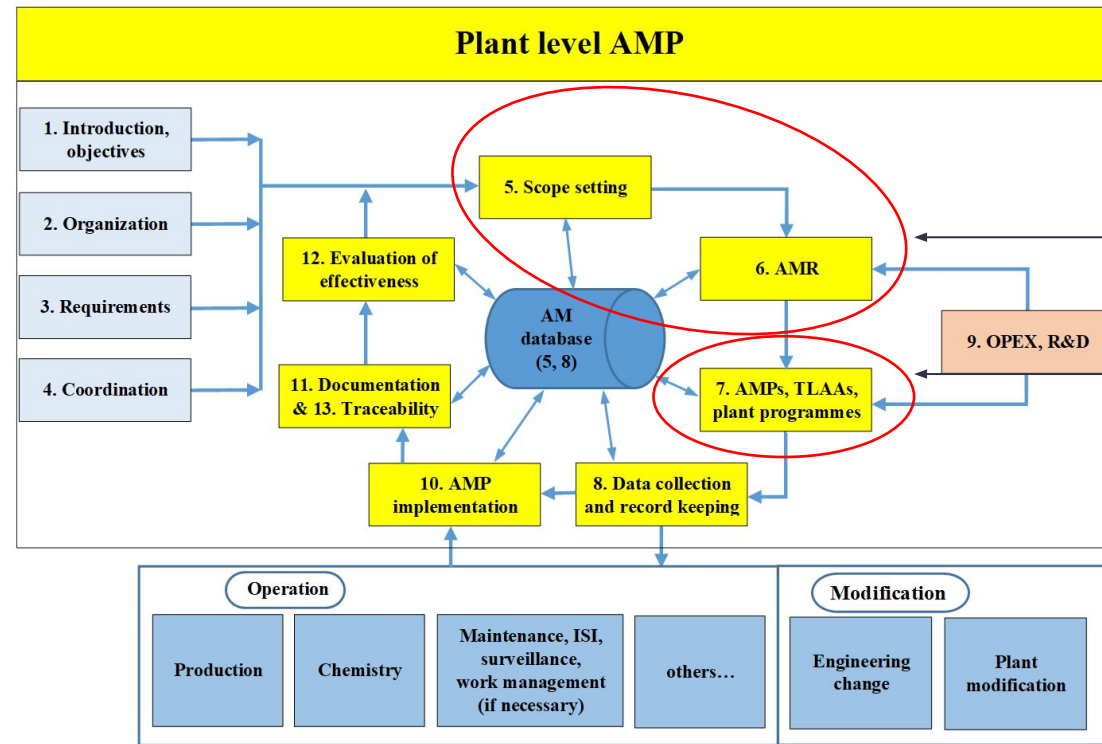 Plant level AMP
1. Introduction,
objectives
2. Organization
3. Requirements
4. Coordination
5. Scope setting
12. Evaluation of
effectiveness
6. AMR
AM
database
(5, 8)
9. OPEX, R&D
11. Documentation
& 13. Traceability
7. AMPs, TLAAs,
plant programmes
10. AMP
implementation
8. Data collection
and record keeping
Operation
Production
Chemistry
Maintenance, ISI,
surveillance,
work management
(if necessary)
others…
Modification
Engineering
change
Plant
modification